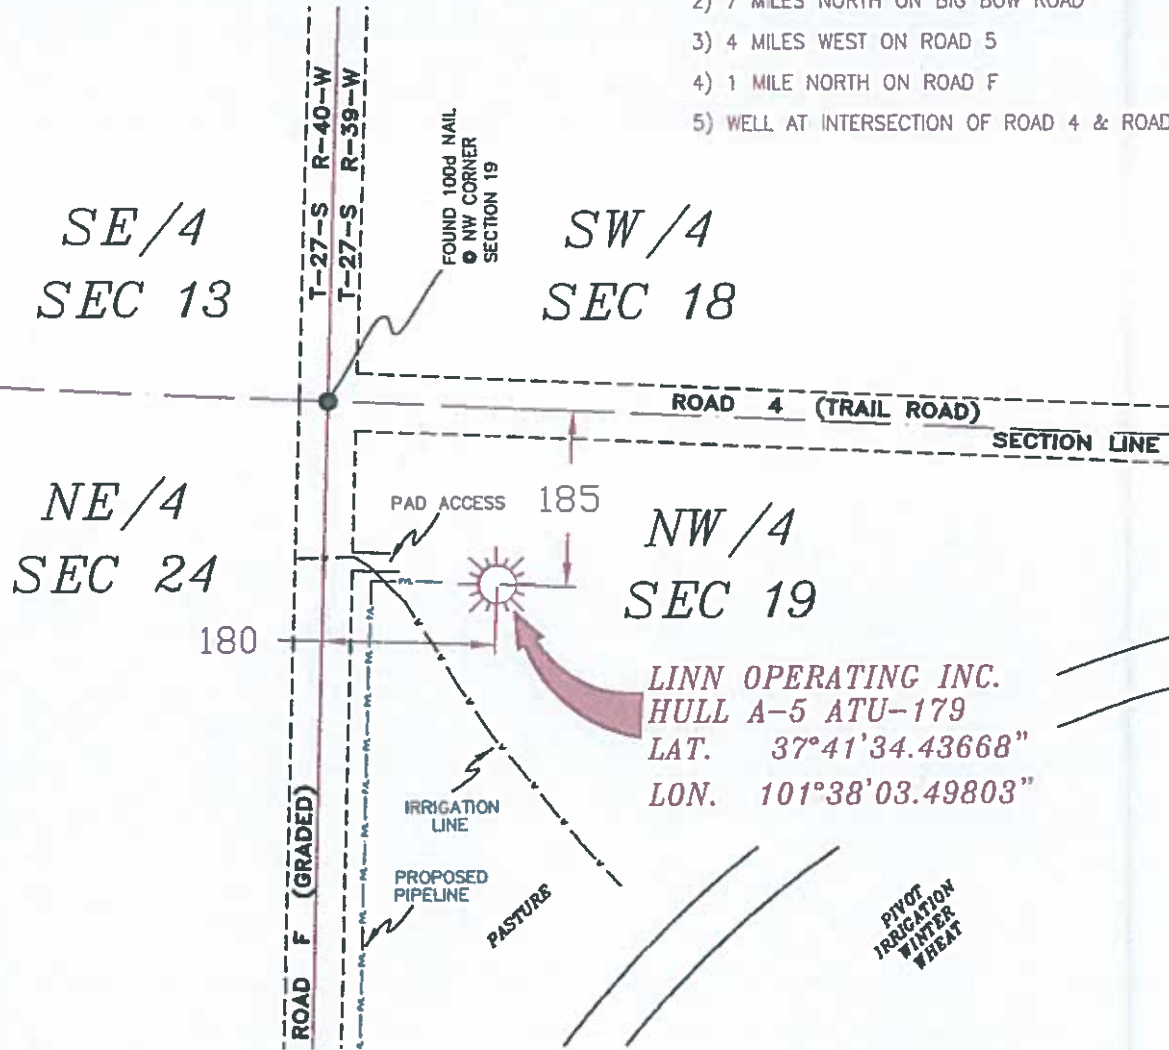 2) 7 MILES NORTH ON BIG BOW ROAD
3) 4 MILES WEST ON ROAD 5
4) 1 MILE NORTH ON ROAD F
5) WELL AT INTERSECTION OF ROAD 4 & ROAD
T-27-S R-40-W
T-27-S R-39-W
FOUND 100d NAIL
@ NW CORNER
SECTION 19
SE/4
SEC 13
SW/4
SEC 18
ROAD 4 (TRAIL ROAD)
SECTION LINE
NE/4
SEC 24
PAD ACCESS
185
NW/4
SEC 19
180
LINN OPERATING INC.
HULL A-5 ATU-179
LAT. 37°41'34.43668"
LON. 101°38'03.49803"
IRRIGATION
LINE
PROPOSED
PIPELINE
ROAD F (GRADED)
PASTURE
PIVOT
IRRIGATION
WINTER
WHEAT